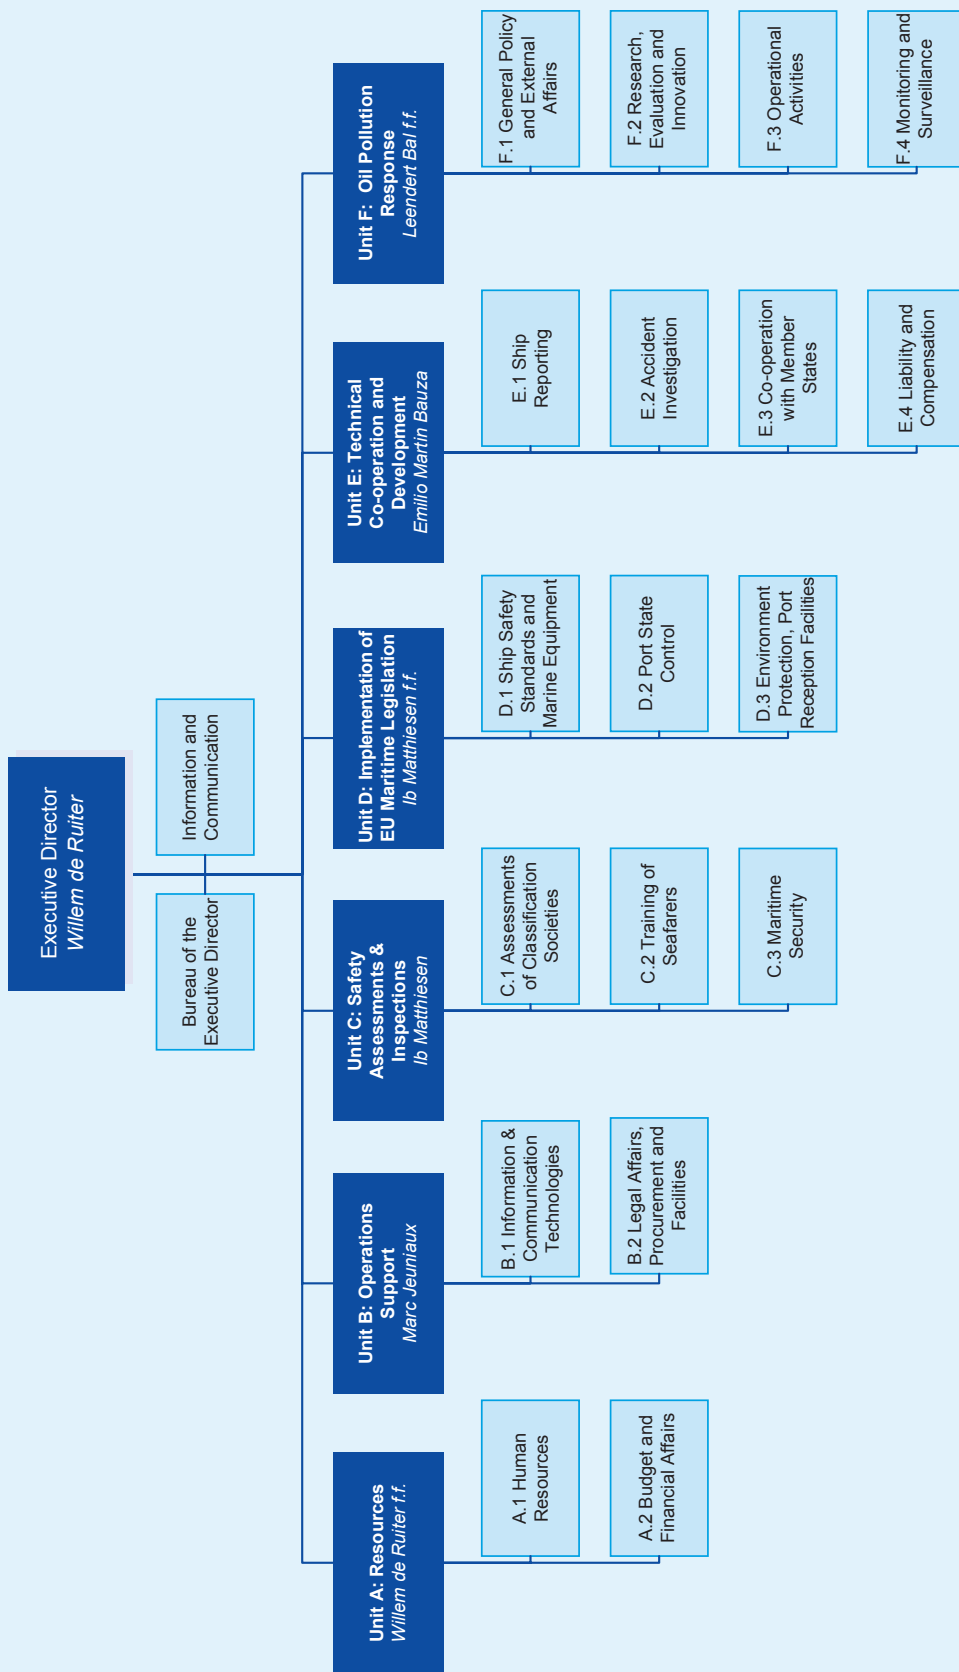 Executive Director
Willem de Ruiter
Bureau of the
Executive Director
Information and
Communication
Unit A: Resources
Willem de Ruiter f.f.
A.1 Human
Resources
A.2 Budget and
Financial Affairs
Unit B: Operations
Support
Marc Jeuniaux
B.1 Information &
Communication
Technologies
B.2 Legal Affairs,
Procurement and
Facilities
Unit C: Safety
Assessments &
Inspections
Ib Matthiesen
C.1 Assessments
of Classification
Societies
C.2 Training of
Seafarers
C.3 Maritime
Security
Unit D: Implementation of
EU Maritime Legislation
Ib Matthiesen f.f.
D.1 Ship Safety
Standards and
Marine Equipment
D.2 Port State
Control
D.3 Environment
Protection, Port
Reception Facilities
Unit E: Technical
Co-operation and
Development
Emilio Martin Bauza
E.1 Ship
Reporting
E.2 Accident
Investigation
E.3 Co-operation
with Member
States
E.4 Liability and
Compensation
Unit F: Oil Pollution
Response
Leendert Bal f.f.
F.1 General Policy
and External
Affairs
F.2 Research,
Evaluation and
Innovation
F.3 Operational
Activities
F.4 Monitoring and
Surveillance